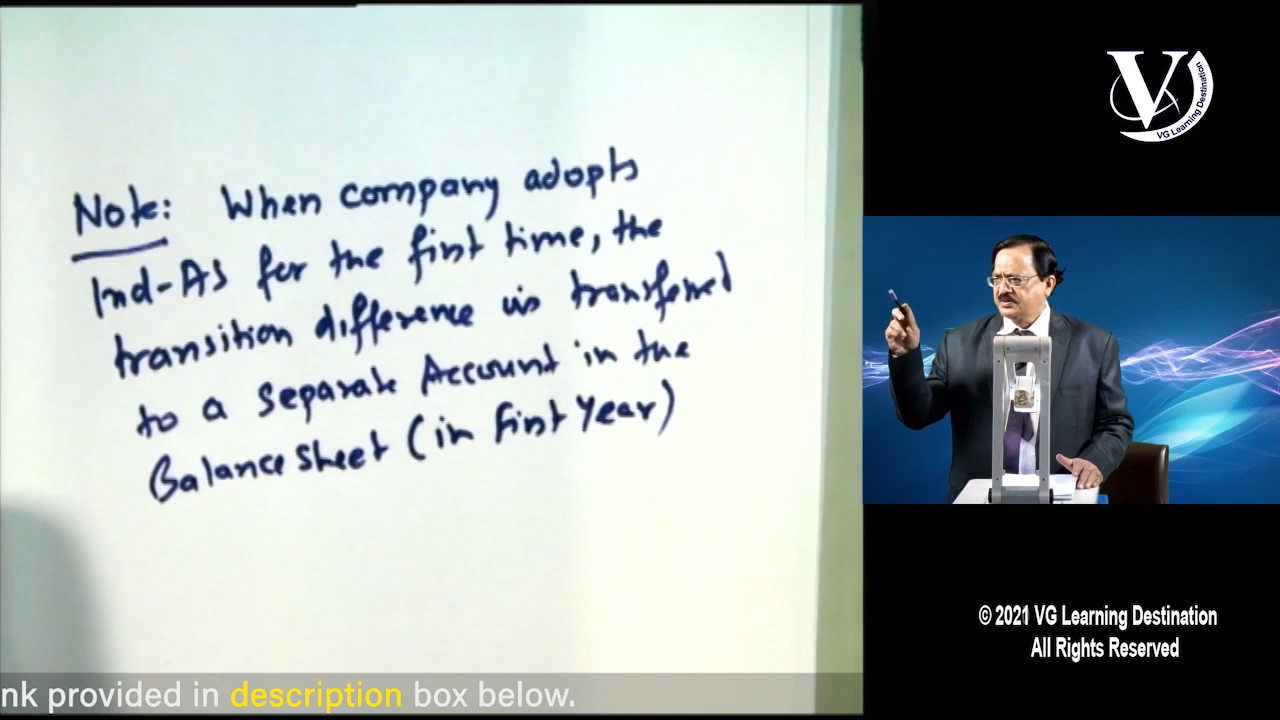 Note: When company adopts
Ind-AS for the first time, the
transition difference is transferred
to a separate Account in the
Balance sheet (in first year)
V
VG Learning Destination
© 2021 VG Learning Destination
All Rights Reserved
nk provided in description box below.